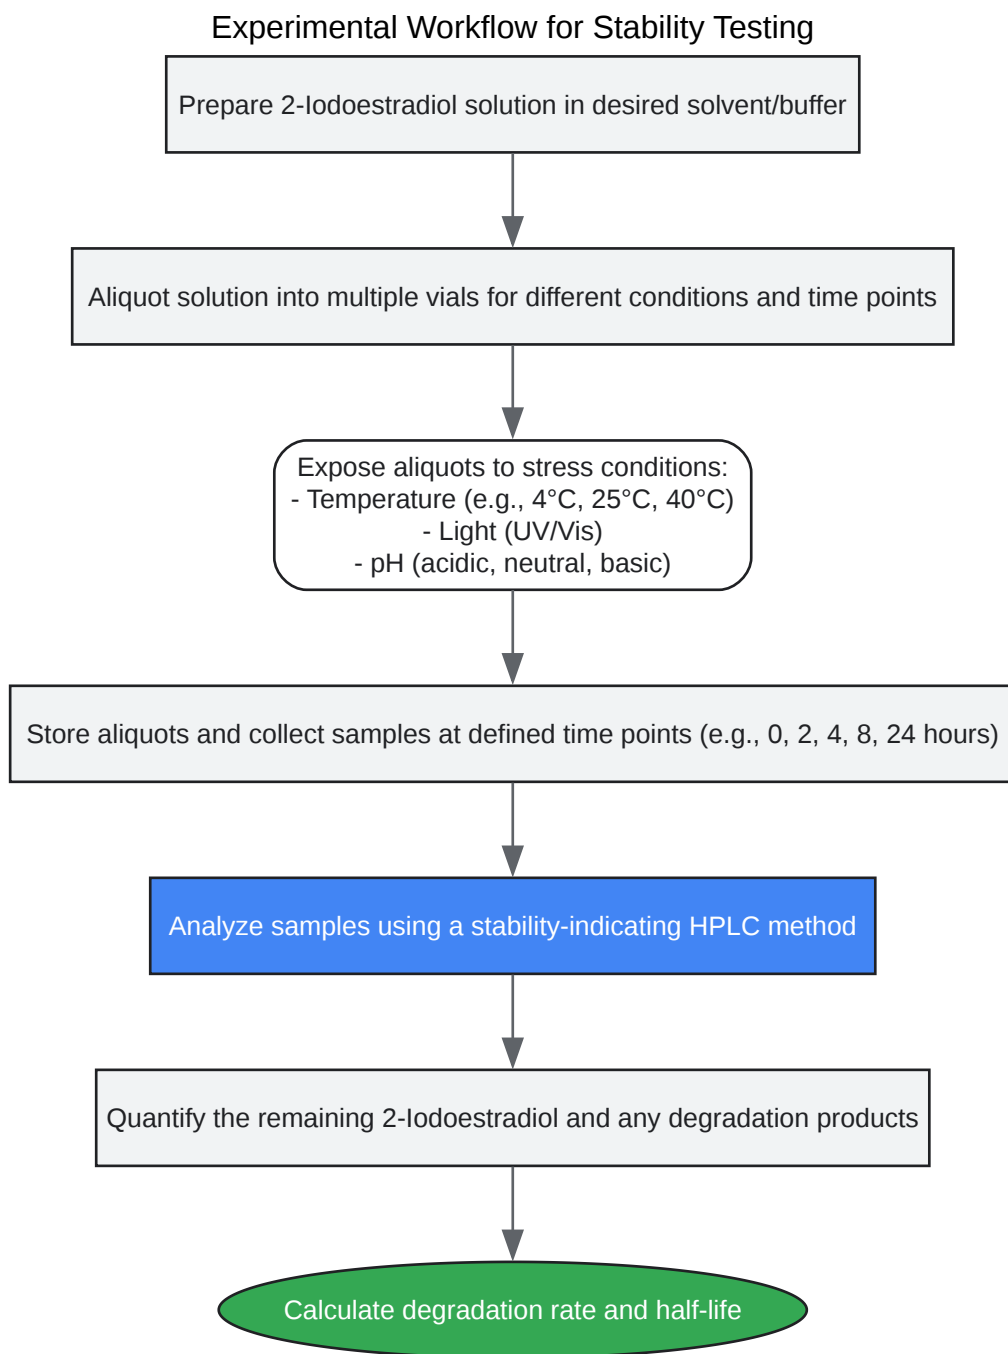 Experimental Workflow for Stability Testing
Prepare 2-Iodoestradiol solution in desired solvent/buffer
Aliquot solution into multiple vials for different conditions and time points
Expose aliquots to stress conditions:
- Temperature (e.g., 4°C, 25°C, 40°C)
- Light (UV/Vis)
- pH (acidic, neutral, basic)
Store aliquots and collect samples at defined time points (e.g., 0, 2, 4, 8, 24 hours)
Analyze samples using a stability-indicating HPLC method
Quantify the remaining 2-Iodoestradiol and any degradation products
Calculate degradation rate and half-life